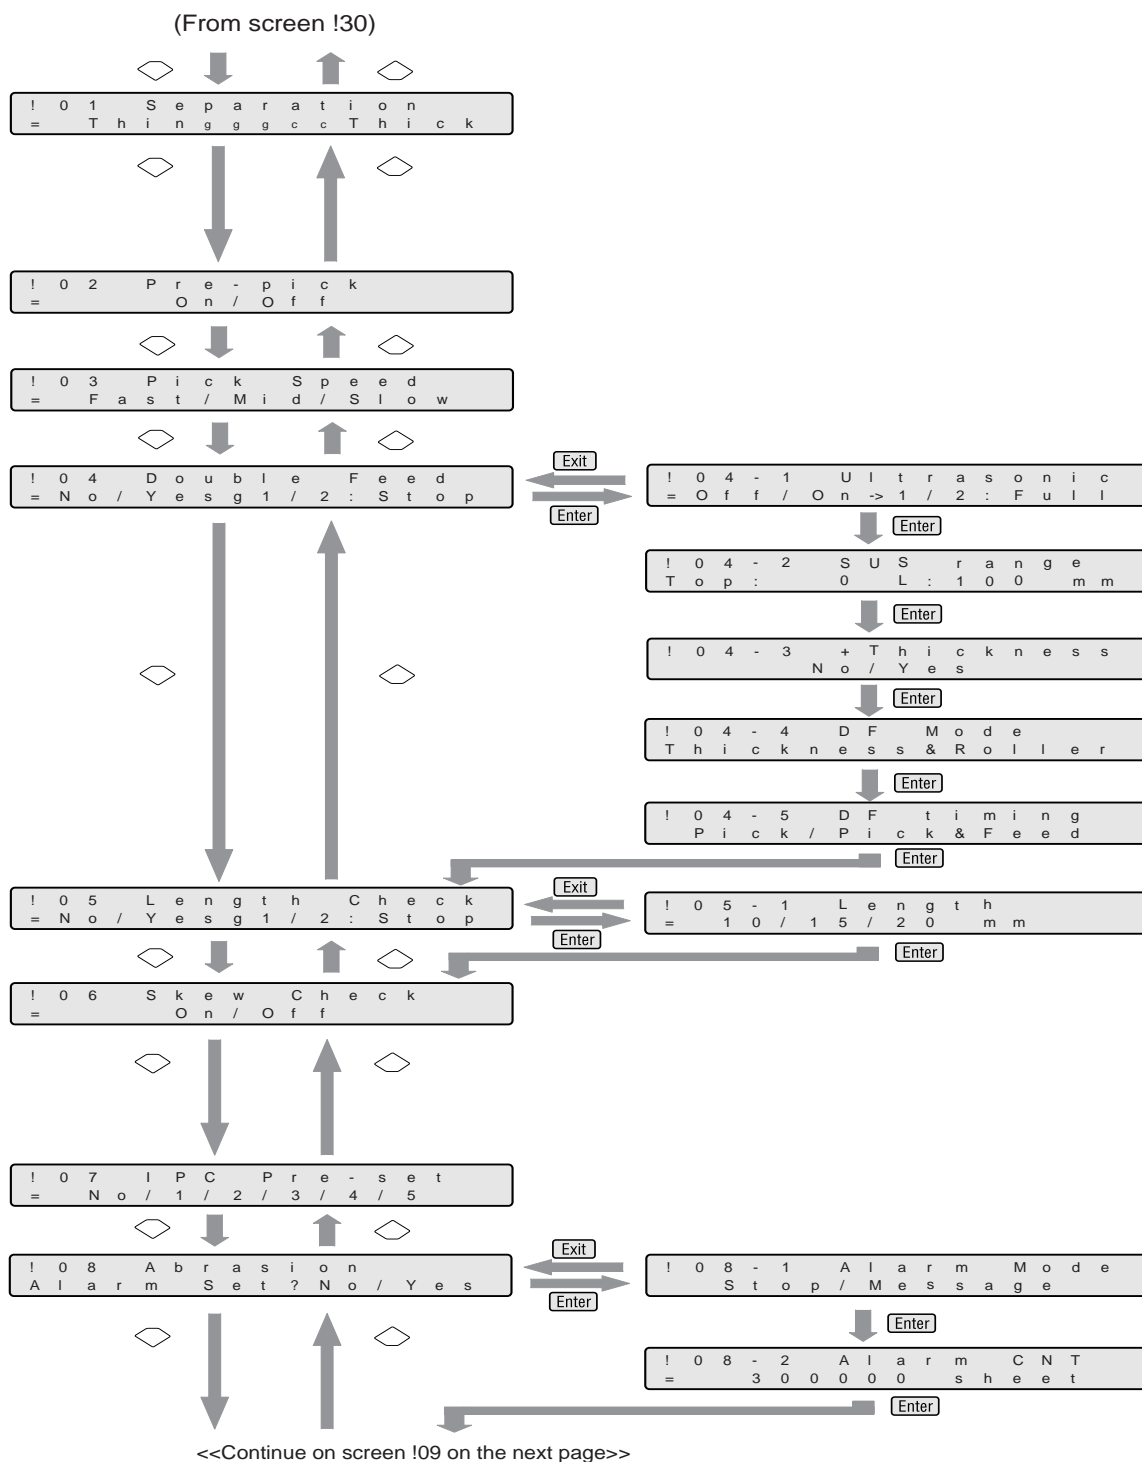 (From screen !30)
!01 Separation
= Thin g g g c c Thick
!02 Pre-pick
= On/Off
!03 Pick Speed
= Fast/Mid/Slow
!04 Double Feed
=No/Yesg1/2:Stop
Exit
Enter
!04-1 Ultrasonic
=Off/On->1/2:Full
Enter
!04-2 SUS range
Top: 0 L:100 mm
Enter
!04-3 +Thickness
No/Yes
Enter
!04-4 DF Mode
Thickness&Roller
Enter
!04-5 DF timing
Pick/Pick&Feed
Enter
!05 Length Check
=No/Yesg1/2:Stop
Exit
Enter
!05-1 Length
= 10/15/20 mm
Enter
!06 Skew Check
= On/Off
!07 IPC Pre-set
= No/1/2/3/4/5
!08 Abrasion
Alarm Set?No/Yes
Exit
Enter
!08-1 Alarm Mode
Stop/Message
Enter
!08-2 Alarm CNT
= 300000 sheet
Enter
<<Continue on screen !09 on the next page>>